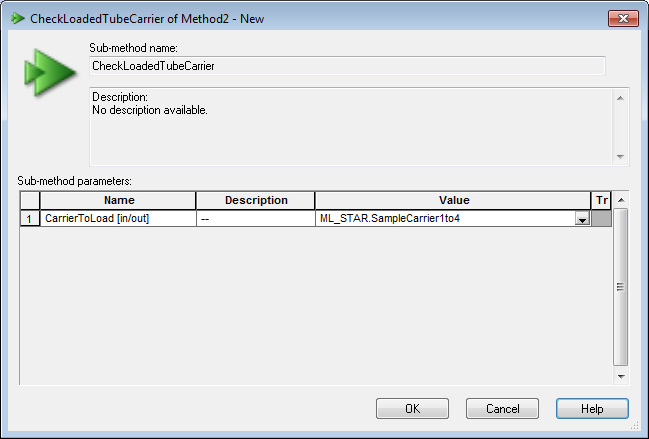 CheckLoadedTubeCarrier of Method2 - New
Sub-method name:
CheckLoadedTubeCarrier
Description:
No description available.
Sub-method parameters:
Name Description Value Tr
1 CarrierToLoad [in/out] -- ML_STAR.SampleCarrier1to4
OK Cancel Help